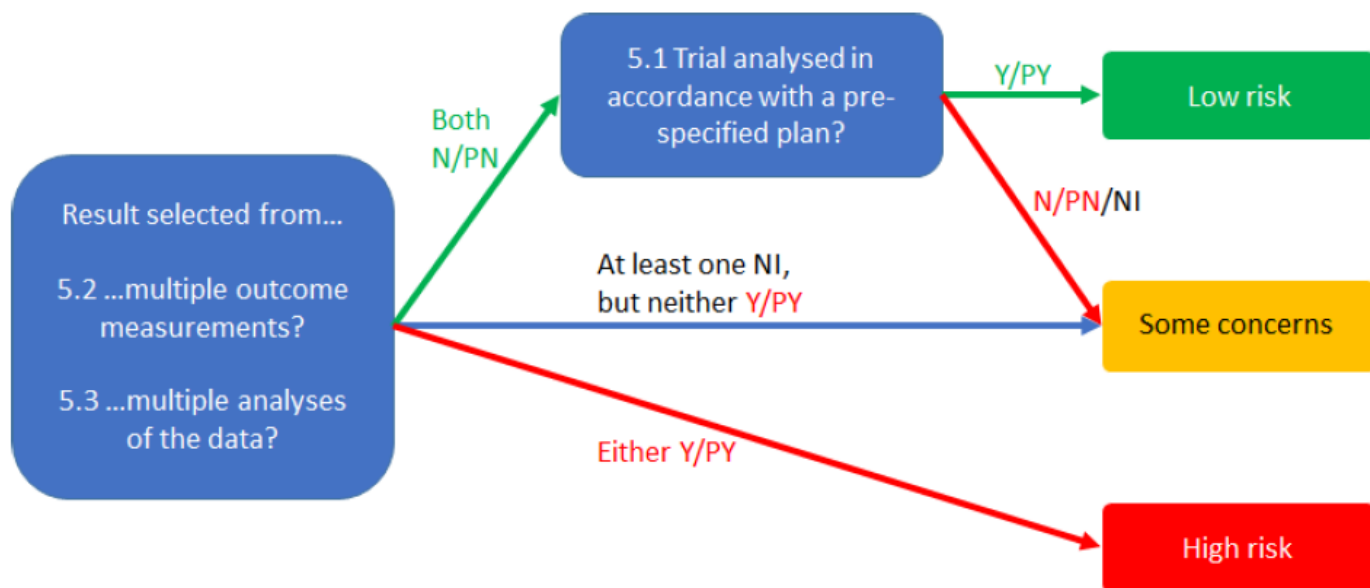 Result selected from...
5.2 ...multiple outcome
measurements?
5.3 ...multiple analyses
of the data?
Both
N/PN
5.1 Trial analysed in
accordance with a pre-
specified plan?
Y/PY
Low risk
N/PN/NI
At least one NI,
but neither Y/PY
Some concerns
Either Y/PY
High risk